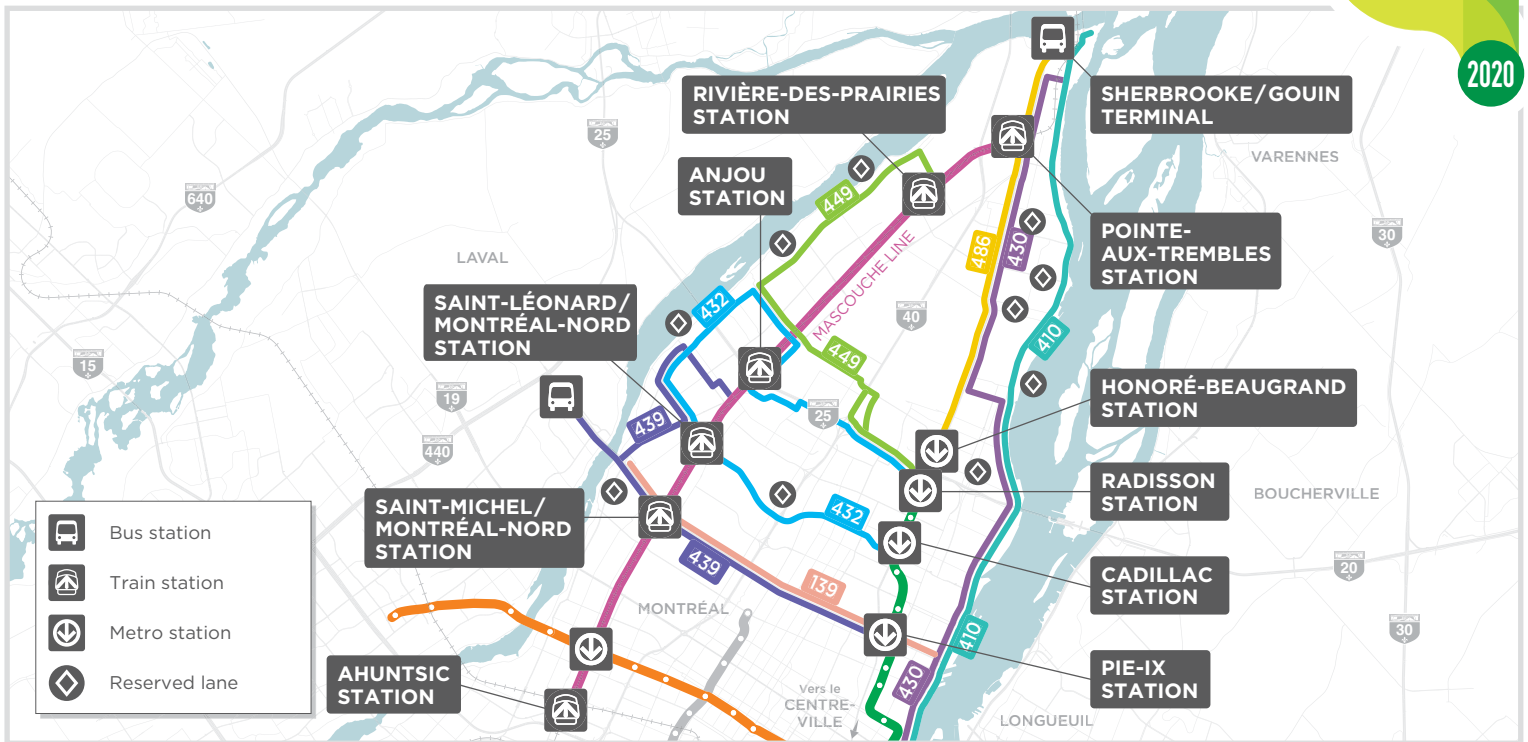 2020
RIVIÈRE-DES-PRAIRIES
STATION
SHERBROOKE/GOUIN
TERMINAL
25
VARENNES
640
ANJOU
STATION
449
POINTE-
AUX-TREMBLES
STATION
30
486
430
LAVAL
MASCOUCHE LINE
SAINT-LÉONARD/
MONTRÉAL-NORD
STATION
432
40
410
15
449
HONORÉ-BEAUGRAND
STATION
19
25
439
440
RADISSON
STATION
BOUCHERVILLE
SAINT-MICHEL/
MONTRÉAL-NORD
STATION
432
Bus station
Train station
Metro station
Reserved lane
439
139
20
CADILLAC
STATION
MONTRÉAL
30
410
AHUNTSIC
STATION
430
PIE-IX
STATION
Vers le
CENTRE-
VILLE
LONGUEUIL